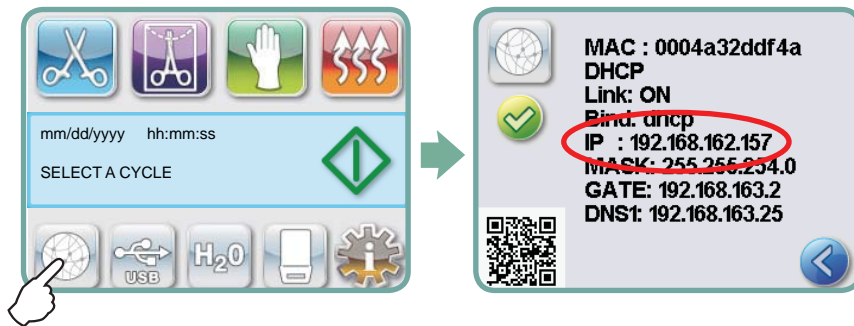 mm/dd/yyyy hh:mm:ss
SELECT A CYCLE
USB
H2O
i
MAC : 0004a32ddf4a
DHCP
Link: ON
Bind: dhcp
IP : 192.168.162.157
MASK: 255.255.254.0
GATE: 192.168.163.2
DNS1: 192.168.163.25